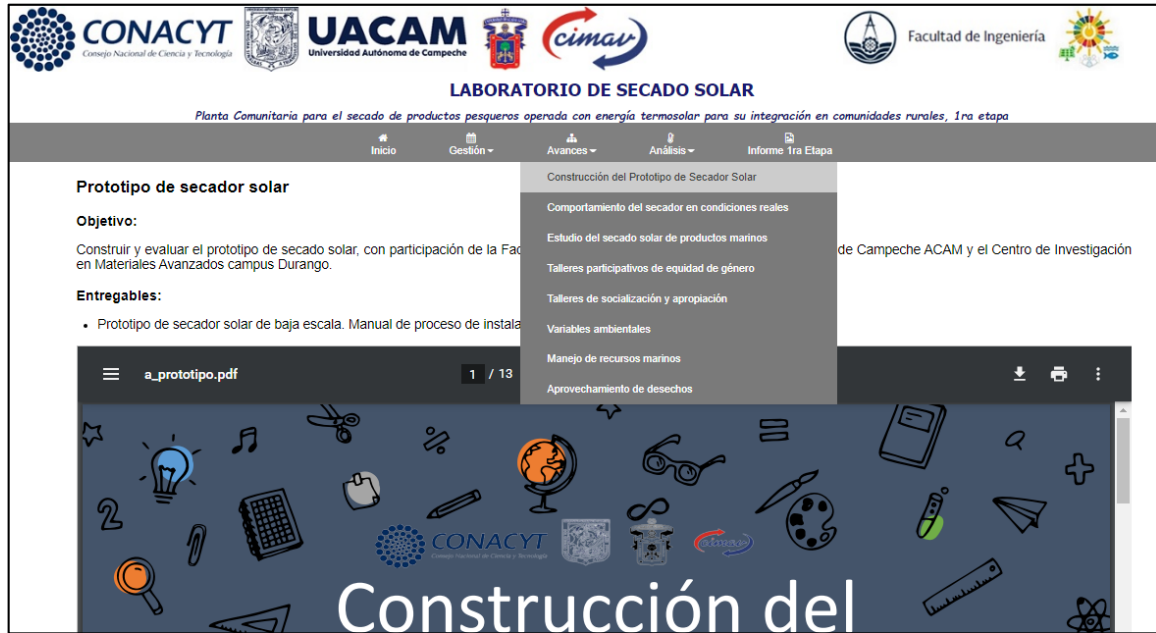 CONACYT
Consejo Nacional de Ciencia y Tecnología
UACAM
Universidad Autónoma de Campeche
cimav
Facultad de Ingeniería
LABORATORIO DE SECADO SOLAR
Planta Comunitaria para el secado de productos pesqueros operada con energía termosolar para su integración en comunidades rurales, 1ra etapa
Inicio Gestión Avances Análisis Informe 1ra Etapa
Construcción del Prototipo de Secador Solar
Comportamiento del secador en condiciones reales
Estudio del secado solar de productos marinos
Talleres participativos de equidad de género
Talleres de socialización y apropiación
Variables ambientales
Manejo de recursos marinos
Aprovechamiento de desechos
Prototipo de secador solar
Objetivo:
Construir y evaluar el prototipo de secado solar, con participación de la Fac de Campeche ACAM y el Centro de Investigación
en Materiales Avanzados campus Durango.
Entregables:
• Prototipo de secador solar de baja escala. Manual de proceso de instala
a_prototipo.pdf 1 / 13
2
CONACYT
Consejo Nacional de Ciencia y Tecnología
cimav
Construcción del